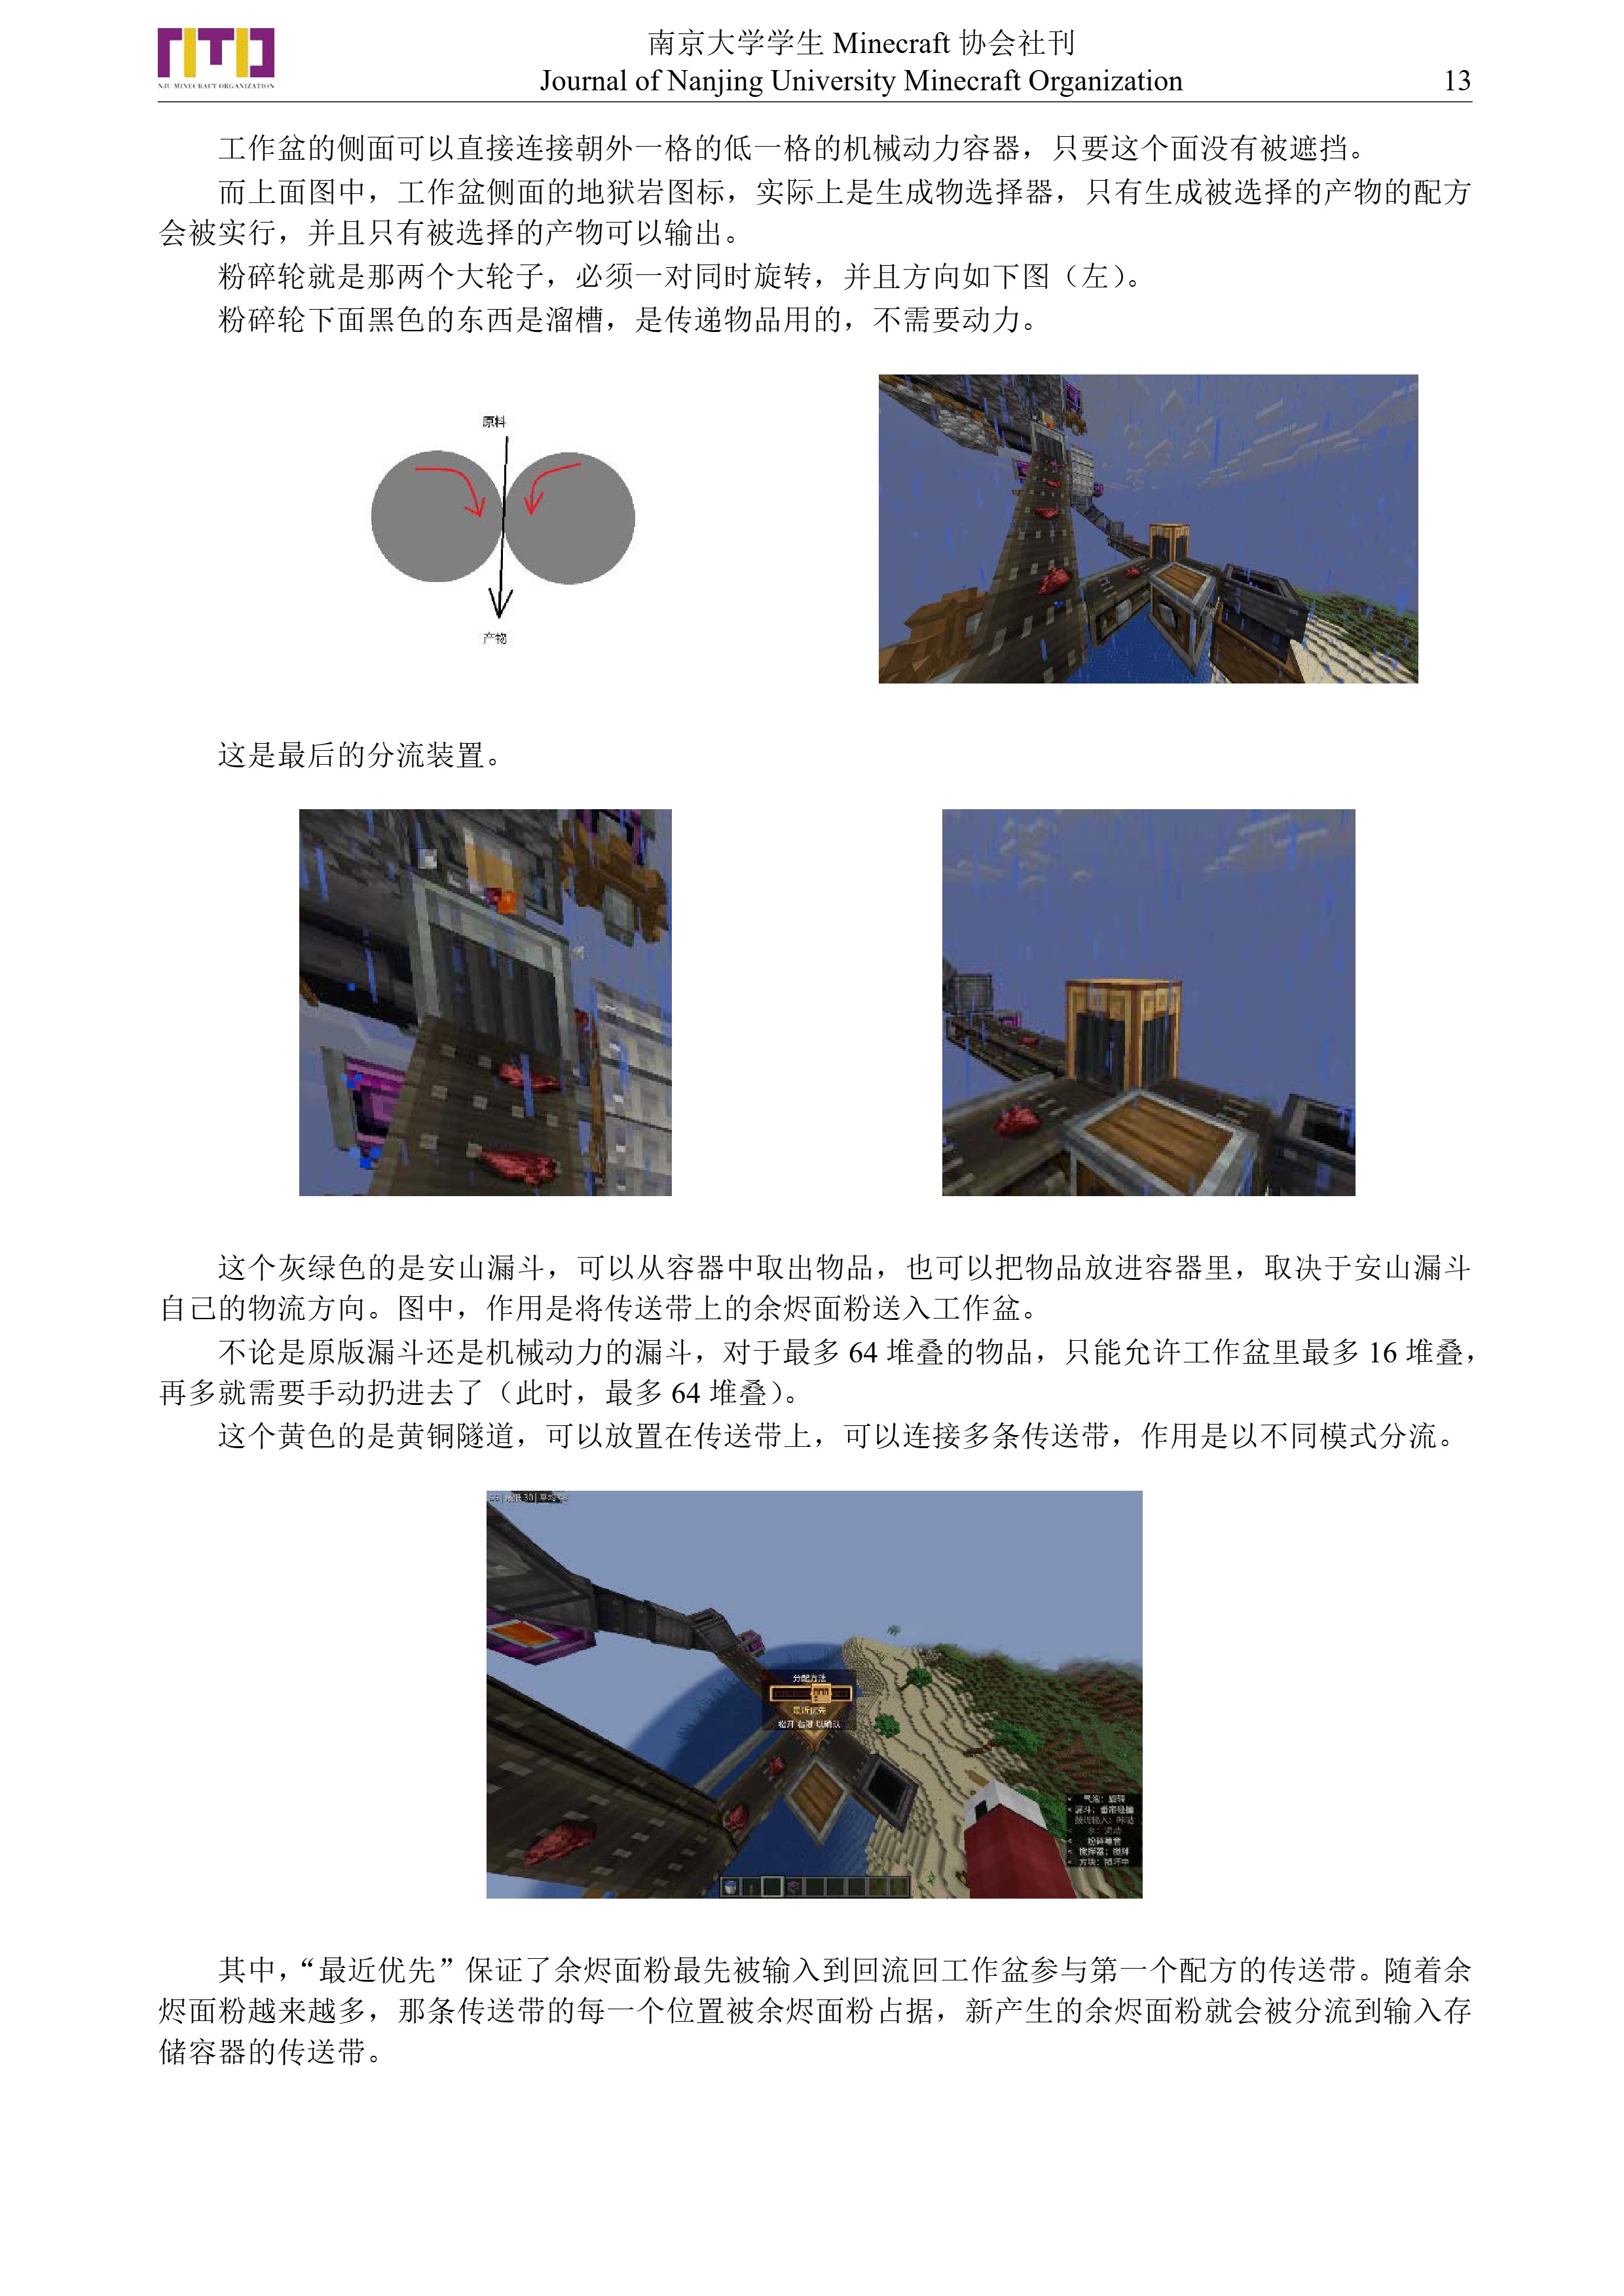 NJU MINECRAFT ORGANIZATION
南京大学学生 Minecraft 协会社刊
Journal of Nanjing University Minecraft Organization
13
工作盆的侧面可以直接连接朝外一格的低一格的机械动力容器，只要这个面没有被遮挡。
而上面图中，工作盆侧面的地狱岩图标，实际上是生成物选择器，只有生成被选择的产物的配方
会被实行，并且只有被选择的产物可以输出。
粉碎轮就是那两个大轮子，必须一对同时旋转，并且方向如下图（左）。
粉碎轮下面黑色的东西是溜槽，是传递物品用的，不需要动力。
原料
产物
这是最后的分流装置。
这个灰绿色的是安山漏斗，可以从容器中取出物品，也可以把物品放进容器里，取决于安山漏斗
自己的物流方向。图中，作用是将传送带上的余烬面粉送入工作盆。
不论是原版漏斗还是机械动力的漏斗，对于最多 64 堆叠的物品，只能允许工作盆里最多 16 堆叠，
再多就需要手动扔进去了（此时，最多 64 堆叠）。
这个黄色的是黄铜隧道，可以放置在传送带上，可以连接多条传送带，作用是以不同模式分流。
分配方法
最近优先
松开 右键 以确认
其中，“最近优先”保证了余烬面粉最先被输入到回流回工作盆参与第一个配方的传送带。随着余
烬面粉越来越多，那条传送带的每一个位置被余烬面粉占据，新产生的余烬面粉就会被分流到输入存
储容器的传送带。